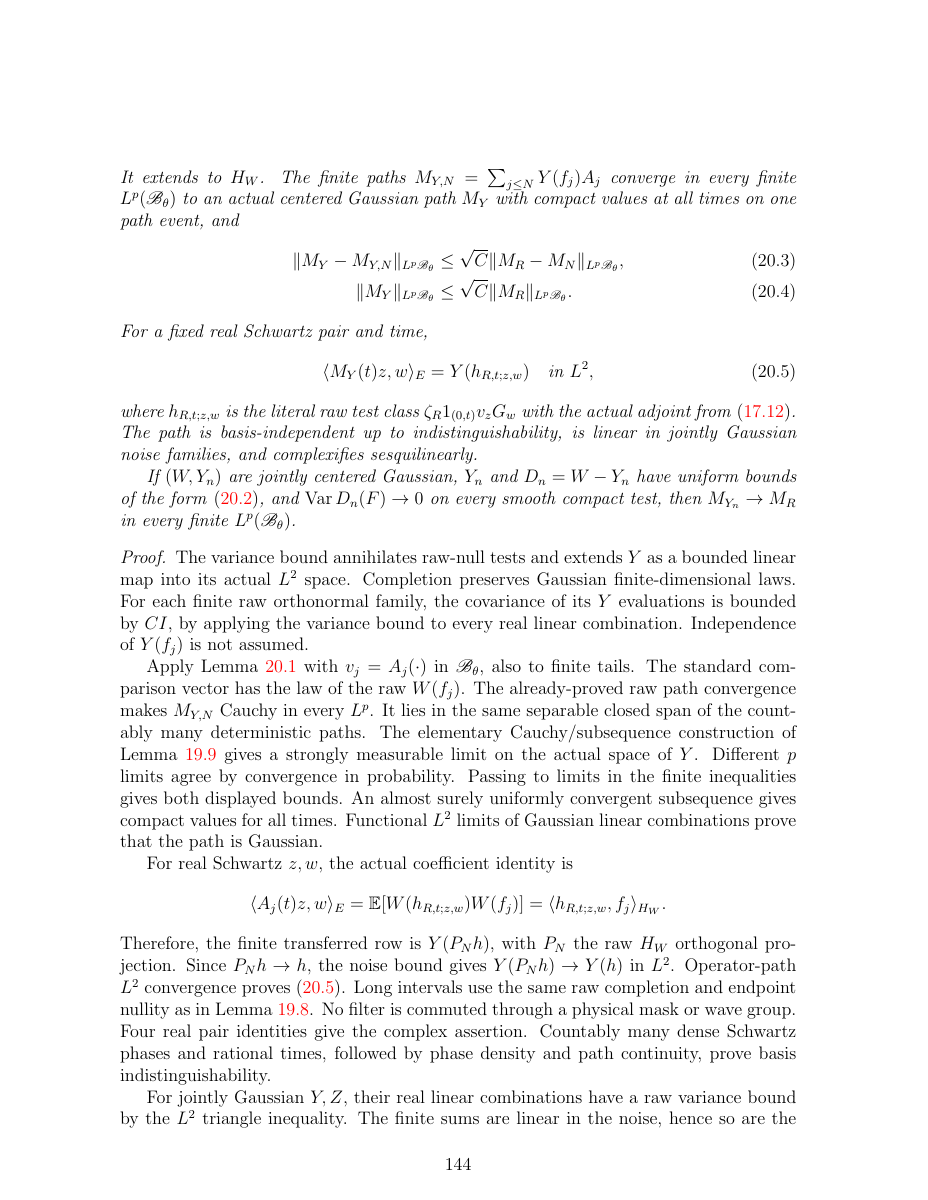 It extends to H_W. The finite paths M_{Y,N} = ∑_{j≤N} Y(f_j)A_j converge in every finite
L^p(ℬ_θ) to an actual centered Gaussian path M_Y with compact values at all times on one
path event, and
‖M_Y − M_{Y,N}‖_{L^pℬ_θ} ≤ √C‖M_R − M_N‖_{L^pℬ_θ}, (20.3)
‖M_Y‖_{L^pℬ_θ} ≤ √C‖M_R‖_{L^pℬ_θ}. (20.4)
For a fixed real Schwartz pair and time,
⟨M_Y(t)z, w⟩_E = Y(h_{R,t;z,w}) in L^2, (20.5)
where h_{R,t;z,w} is the literal raw test class ζ_R1_{(0,t)}v_zG_w with the actual adjoint from (17.12).
The path is basis-independent up to indistinguishability, is linear in jointly Gaussian
noise families, and complexifies sesquilinearly.
If (W, Y_n) are jointly centered Gaussian, Y_n and D_n = W − Y_n have uniform bounds
of the form (20.2), and Var D_n(F) → 0 on every smooth compact test, then M_{Y_n} → M_R
in every finite L^p(ℬ_θ).
Proof. The variance bound annihilates raw-null tests and extends Y as a bounded linear
map into its actual L^2 space. Completion preserves Gaussian finite-dimensional laws.
For each finite raw orthonormal family, the covariance of its Y evaluations is bounded
by CI, by applying the variance bound to every real linear combination. Independence
of Y(f_j) is not assumed.
Apply Lemma 20.1 with v_j = A_j(·) in ℬ_θ, also to finite tails. The standard com-
parison vector has the law of the raw W(f_j). The already-proved raw path convergence
makes M_{Y,N} Cauchy in every L^p. It lies in the same separable closed span of the count-
ably many deterministic paths. The elementary Cauchy/subsequence construction of
Lemma 19.9 gives a strongly measurable limit on the actual space of Y. Different p
limits agree by convergence in probability. Passing to limits in the finite inequalities
gives both displayed bounds. An almost surely uniformly convergent subsequence gives
compact values for all times. Functional L^2 limits of Gaussian linear combinations prove
that the path is Gaussian.
For real Schwartz z, w, the actual coefficient identity is
⟨A_j(t)z, w⟩_E = 𝔼[W(h_{R,t;z,w})W(f_j)] = ⟨h_{R,t;z,w}, f_j⟩_{H_W}.
Therefore, the finite transferred row is Y(P_Nh), with P_N the raw H_W orthogonal pro-
jection. Since P_Nh → h, the noise bound gives Y(P_Nh) → Y(h) in L^2. Operator-path
L^2 convergence proves (20.5). Long intervals use the same raw completion and endpoint
nullity as in Lemma 19.8. No filter is commuted through a physical mask or wave group.
Four real pair identities give the complex assertion. Countably many dense Schwartz
phases and rational times, followed by phase density and path continuity, prove basis
indistinguishability.
For jointly Gaussian Y, Z, their real linear combinations have a raw variance bound
by the L^2 triangle inequality. The finite sums are linear in the noise, hence so are the
144